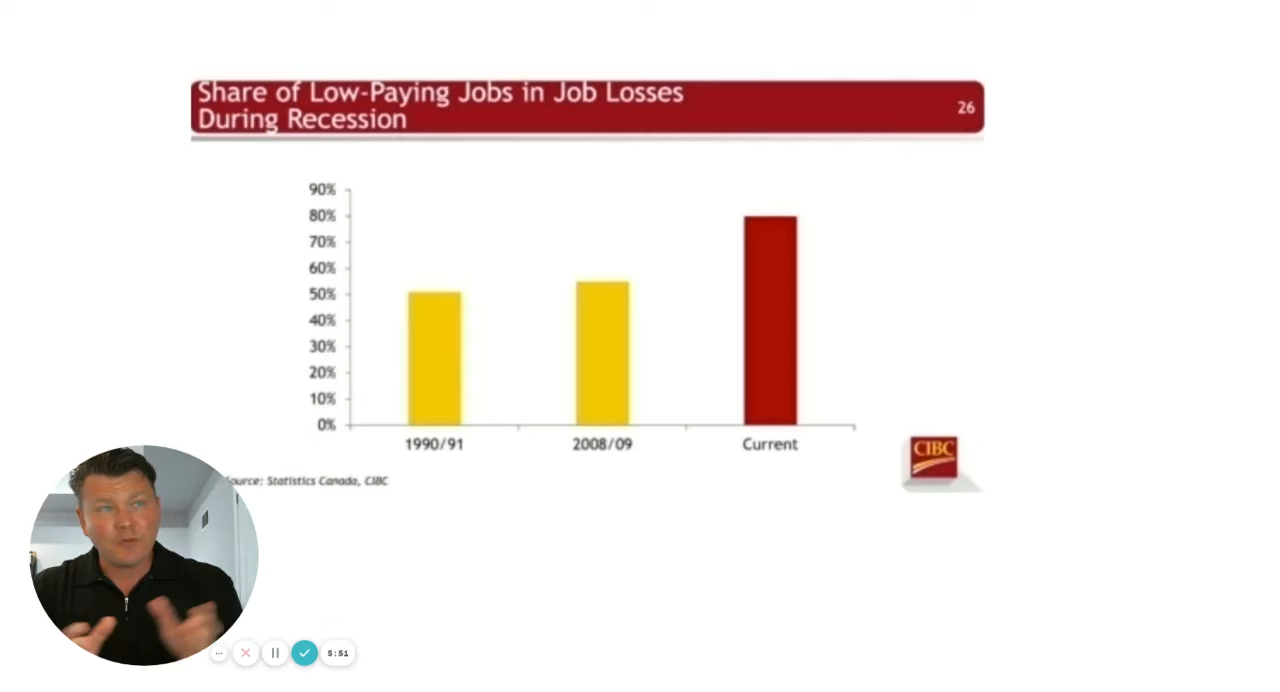 Share of Low-Paying Jobs in Job Losses
During Recession
26
90%
80%
70%
60%
50%
40%
30%
20%
10%
0%
1990/91
2008/09
Current
CIBC
ource: Statistics Canada, CIBC
5:51